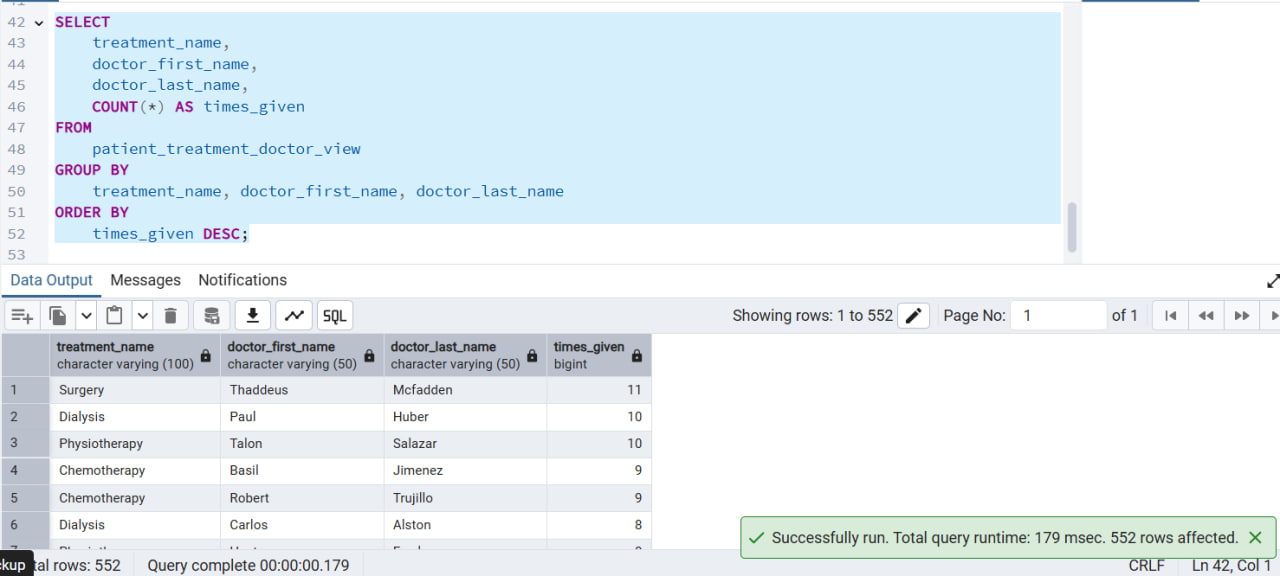 42 SELECT
43 treatment_name,
44 doctor_first_name,
45 doctor_last_name,
46 COUNT(*) AS times_given
47 FROM
48 patient_treatment_doctor_view
49 GROUP BY
50 treatment_name, doctor_first_name, doctor_last_name
51 ORDER BY
52 times_given DESC;
53
Data Output Messages Notifications
SQL Showing rows: 1 to 552 Page No: 1 of 1
treatment_name doctor_first_name doctor_last_name times_given
character varying (100) character varying (50) character varying (50) bigint
1 Surgery Thaddeus Mcfadden 11
2 Dialysis Paul Huber 10
3 Physiotherapy Talon Salazar 10
4 Chemotherapy Basil Jimenez 9
5 Chemotherapy Robert Trujillo 9
6 Dialysis Carlos Alston 8
Successfully run. Total query runtime: 179 msec. 552 rows affected.
ckup tal rows: 552 Query complete 00:00:00.179 CRLF Ln 42, Col 1